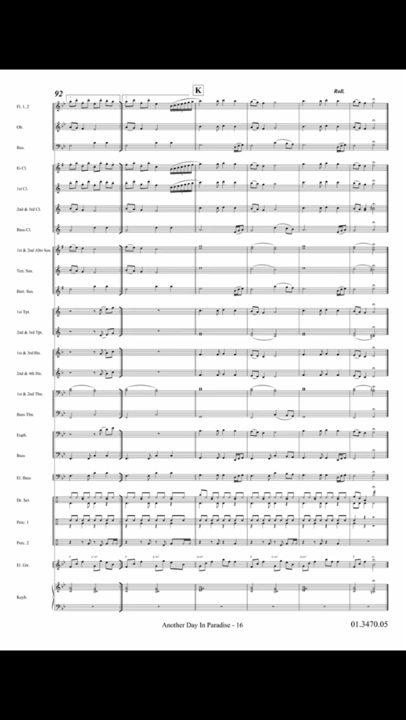 92
K
Rall.
Fl. 1, 2
Ob.
Bsn.
E♭ Cl.
1st Cl.
2nd & 3rd Cl.
Bass Cl.
1st & 2nd Alto Sax.
Ten. Sax.
Bari. Sax.
1st Tpt.
2nd & 3rd Tpt.
1st & 3rd Hn.
2nd & 4th Hn.
1st & 2nd Tbn.
Bass Tbn.
Euph.
Bass
El. Bass
Dr. Set
Perc. 1
Perc. 2
El. Gtr.
Keyb.
Another Day In Paradise - 16
01.3470.05